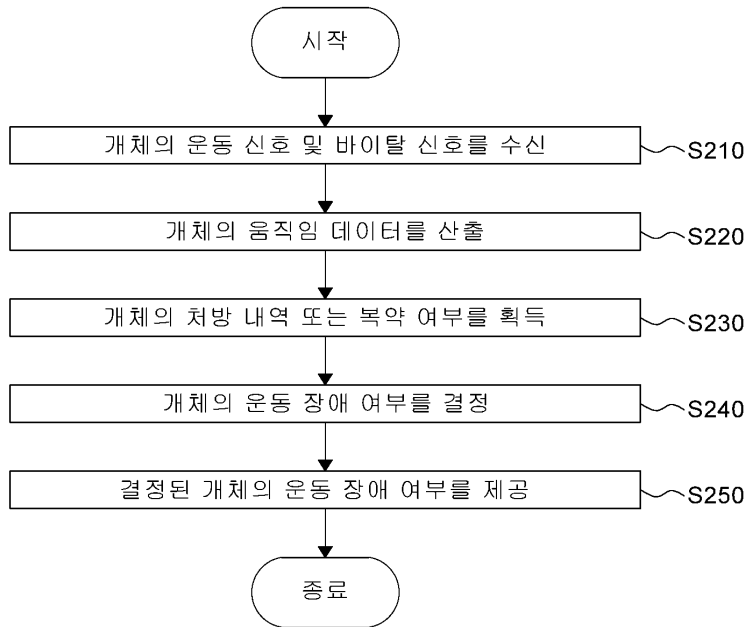 시작
개체의 운동 신호 및 바이탈 신호를 수신 S210
개체의 움직임 데이터를 산출 S220
개체의 처방 내역 또는 복약 여부를 획득 S230
개체의 운동 장애 여부를 결정 S240
결정된 개체의 운동 장애 여부를 제공 S250
종료